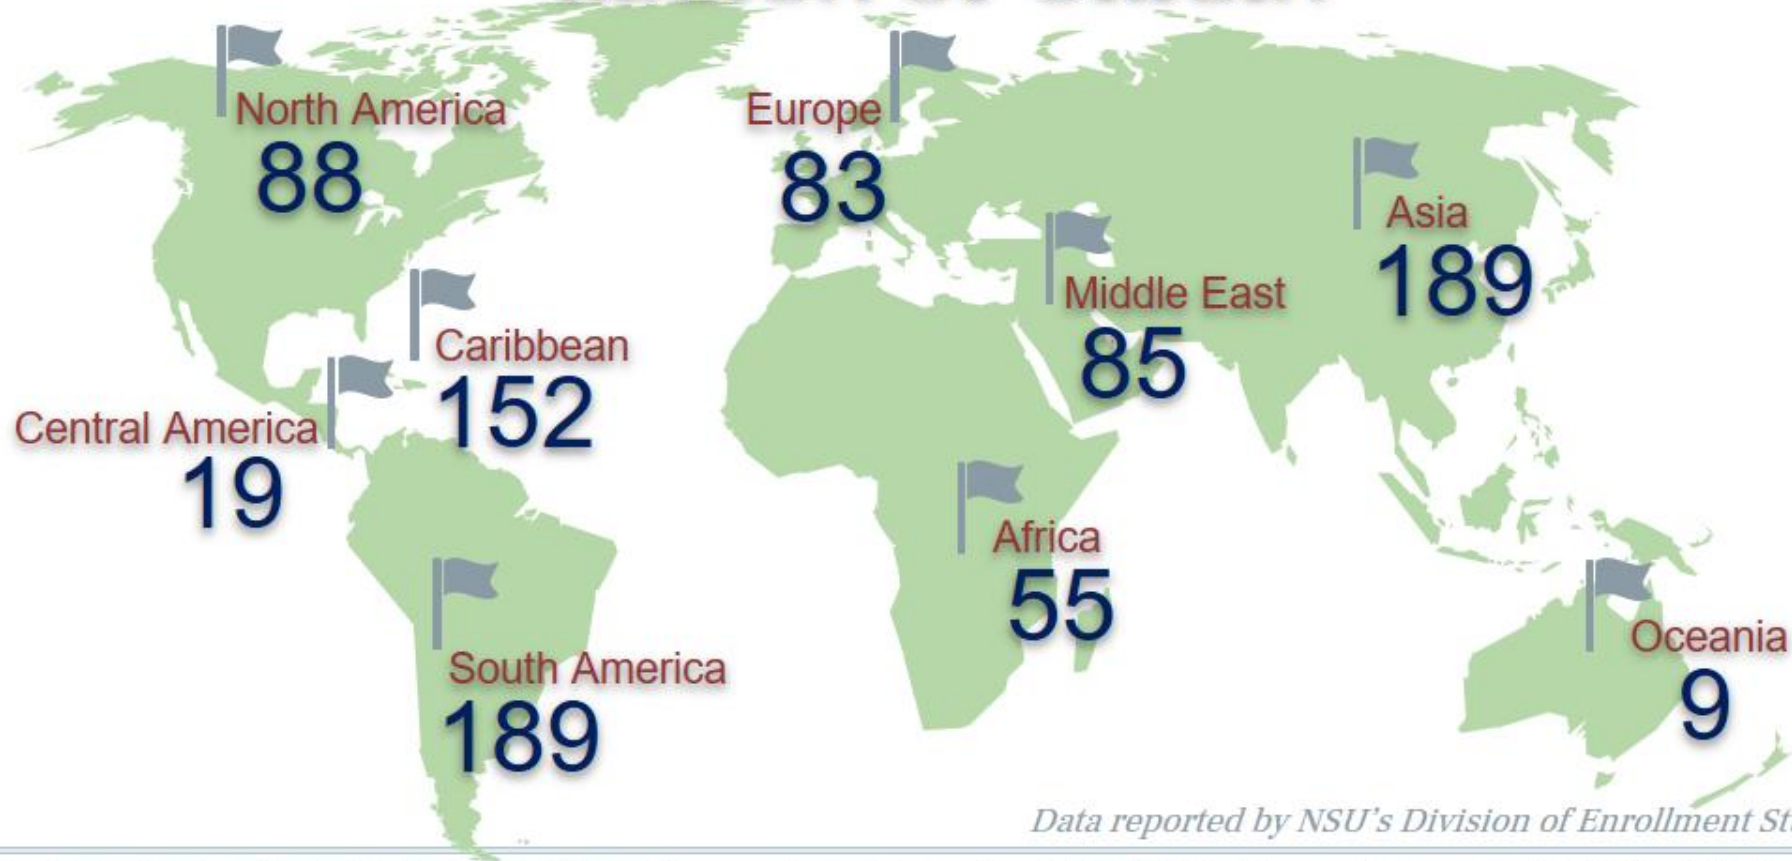 North America
88
Europe
83
Asia
189
Middle East
85
Caribbean
152
Central America
19
Africa
55
South America
189
Oceania
9
Data reported by NSU's Division of Enrollment